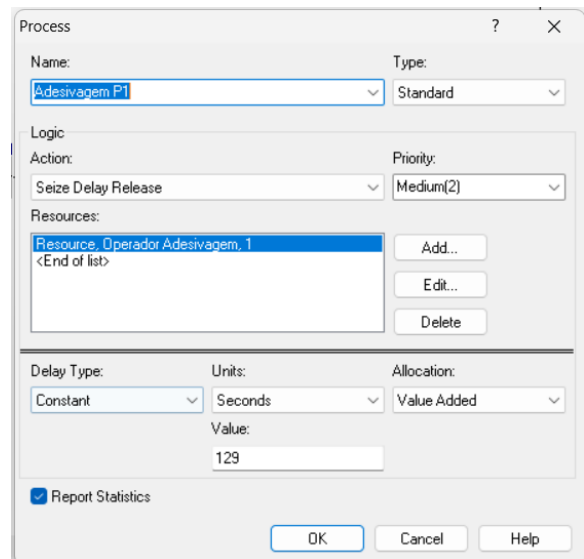 Process ?
Name: Type:
Adesivagem P1 Standard
Logic
Action: Priority:
Seize Delay Release Medium(2)
Resources:
Resource, Operador Adesivagem, 1
<End of list>
Add...
Edit...
Delete
Delay Type: Units: Allocation:
Constant Seconds Value Added
Value:
129
Report Statistics
OK Cancel Help